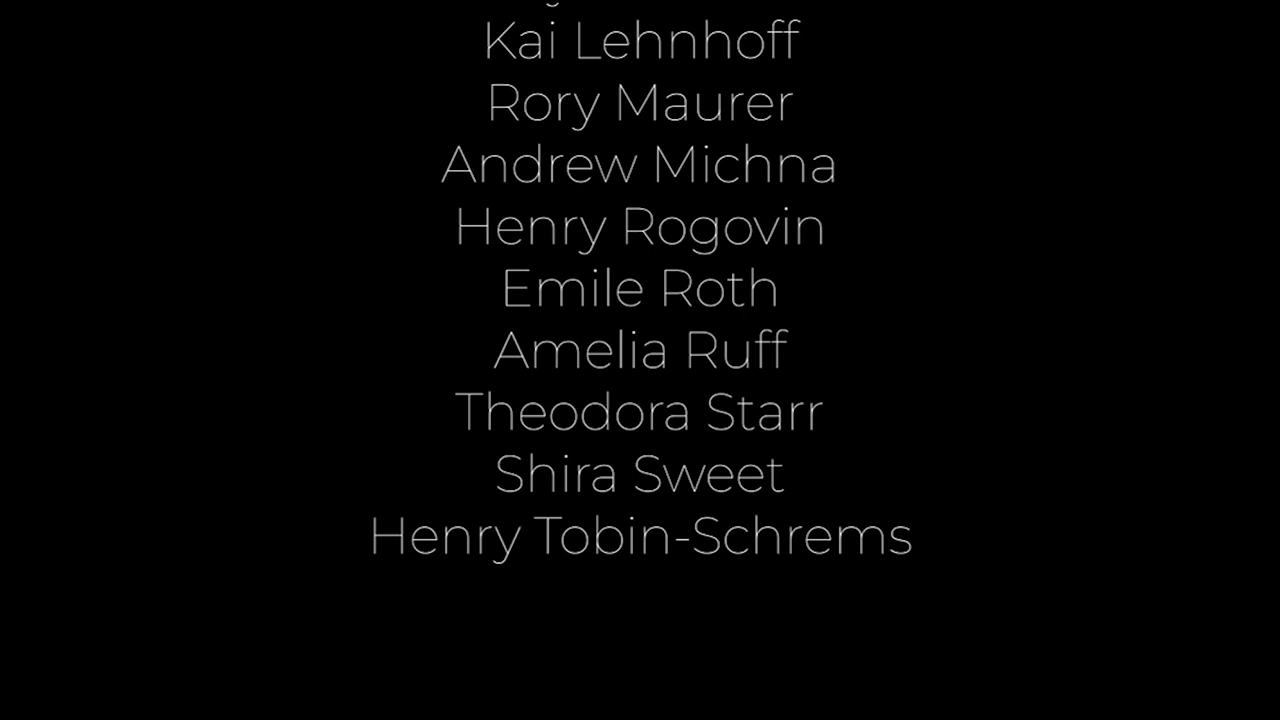 Kai Lehnhoff
Rory Maurer
Andrew Michna
Henry Rogovin
Emile Roth
Amelia Ruff
Theodora Starr
Shira Sweet
Henry Tobin-Schrems